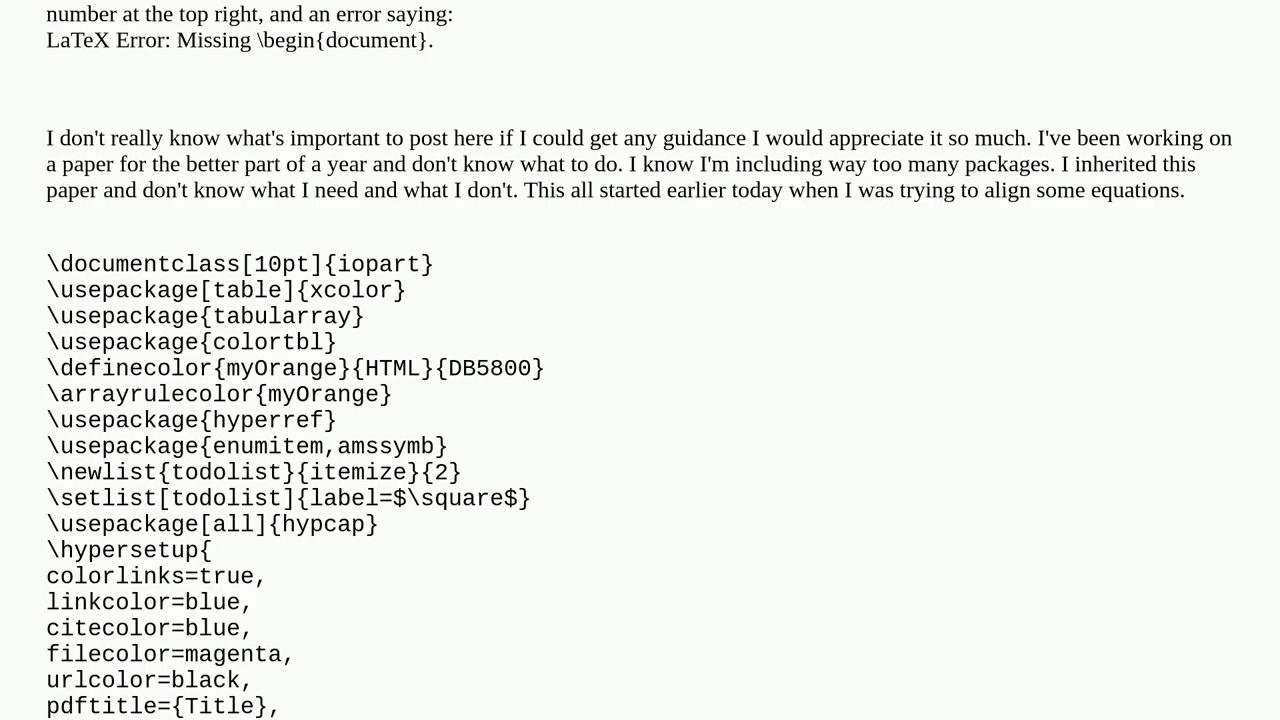 number at the top right, and an error saying:
LaTeX Error: Missing \begin{document}.
I don't really know what's important to post here if I could get any guidance I would appreciate it so much. I've been working on
a paper for the better part of a year and don't know what to do. I know I'm including way too many packages. I inherited this
paper and don't know what I need and what I don't. This all started earlier today when I was trying to align some equations.
\documentclass[10pt]{iopart}
\usepackage[table]{xcolor}
\usepackage{tabularray}
\usepackage{colortbl}
\definecolor{myOrange}{HTML}{DB5800}
\arrayrulecolor{myOrange}
\usepackage{hyperref}
\usepackage{enumitem,amssymb}
\newlist{todolist}{itemize}{2}
\setlist[todolist]{label=$\square$}
\usepackage[all]{hypcap}
\hypersetup{
colorlinks=true,
linkcolor=blue,
citecolor=blue,
filecolor=magenta,
urlcolor=black,
pdftitle={Title},